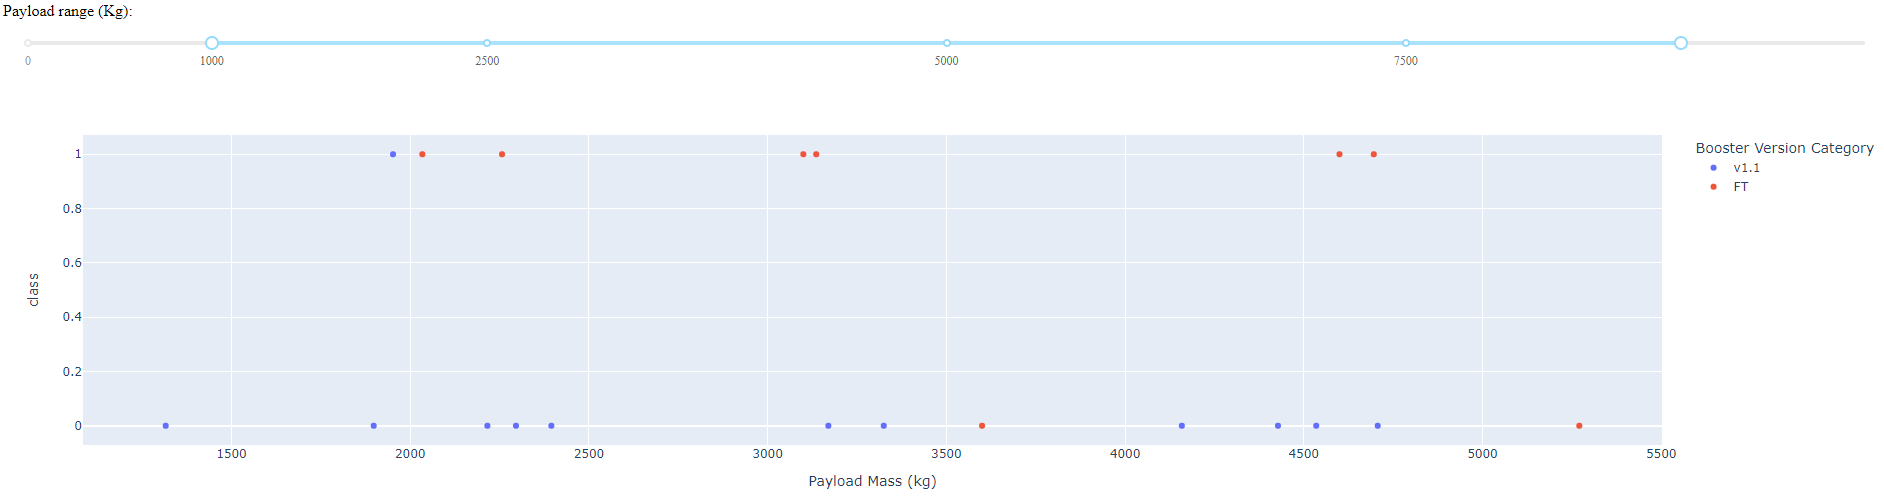 Payload range (Kg):
0 1000 2500 5000 7500
Booster Version Category
v1.1
FT
1
0.8
0.6
0.4
0.2
0
class
1500 2000 2500 3000 3500 4000 4500 5000 5500
Payload Mass (kg)